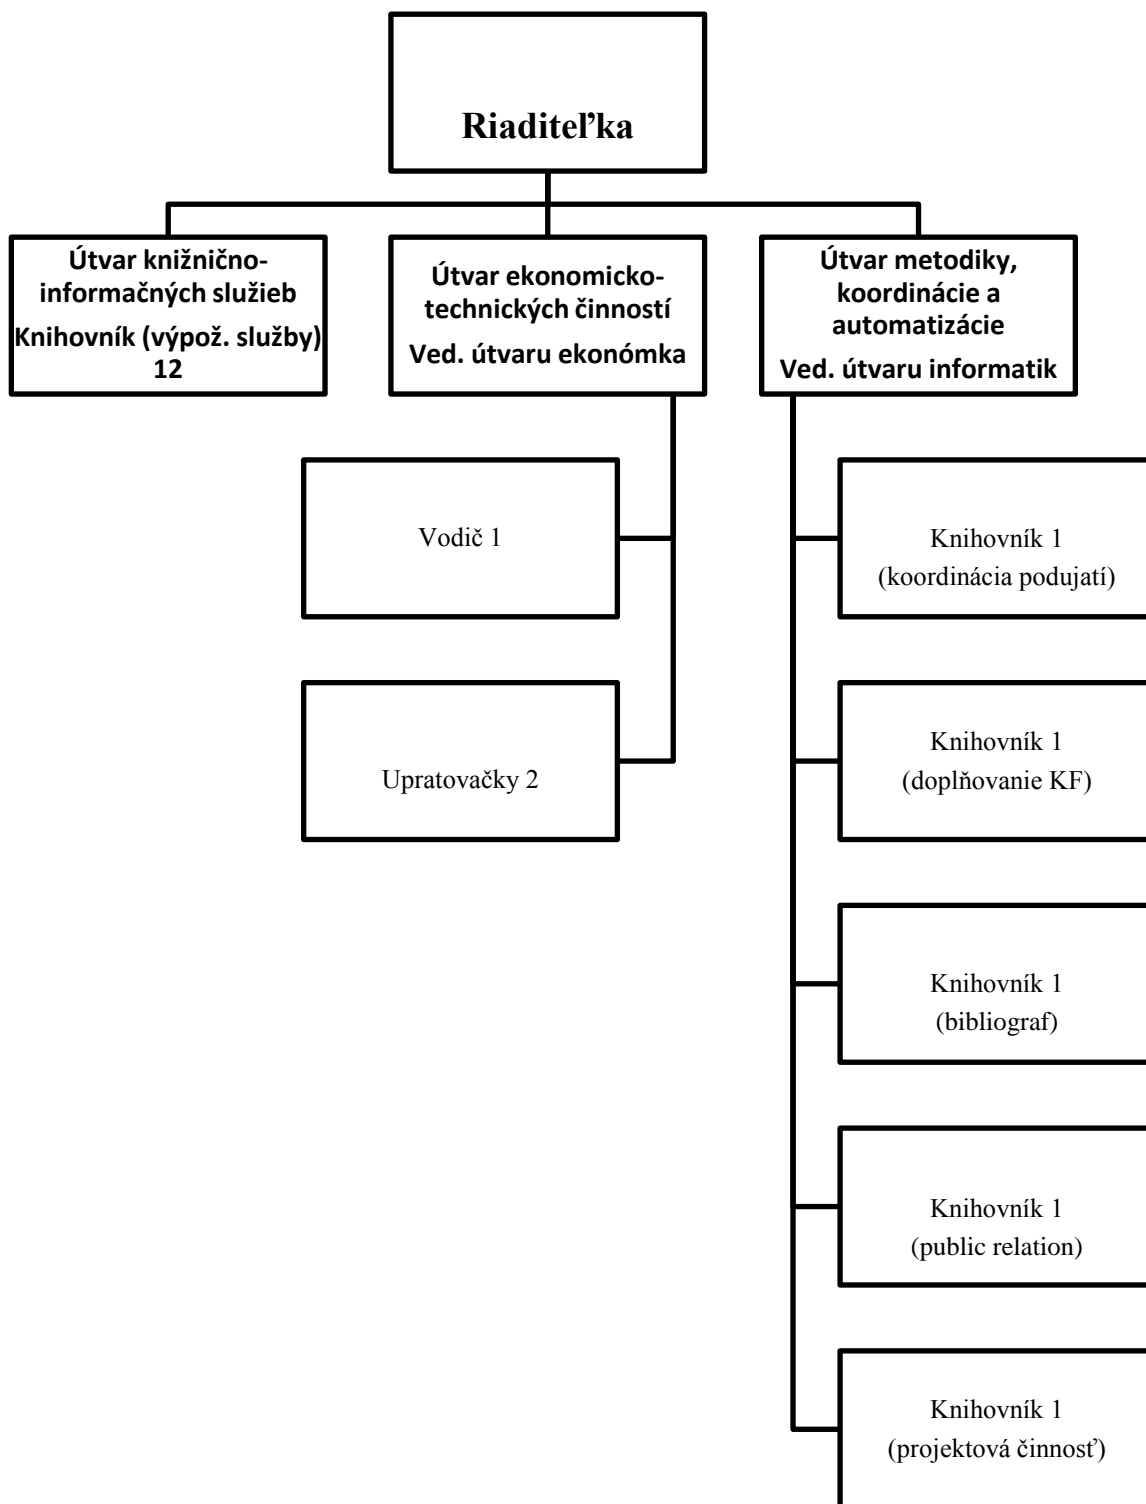 Riaditeľka
Útvar knižnično-
informačných služieb
Knihovník (výpož. služby)
12
Útvar ekonomicko-
technických činností
Ved. útvaru ekonómka
Útvar metodiky,
koordinácie a
automatizácie
Ved. útvaru informatik
Vodič 1
Upratovačky 2
Knihovník 1
(koordinácia podujatí)
Knihovník 1
(doplňovanie KF)
Knihovník 1
(bibliograf)
Knihovník 1
(public relation)
Knihovník 1
(projektová činnosť)